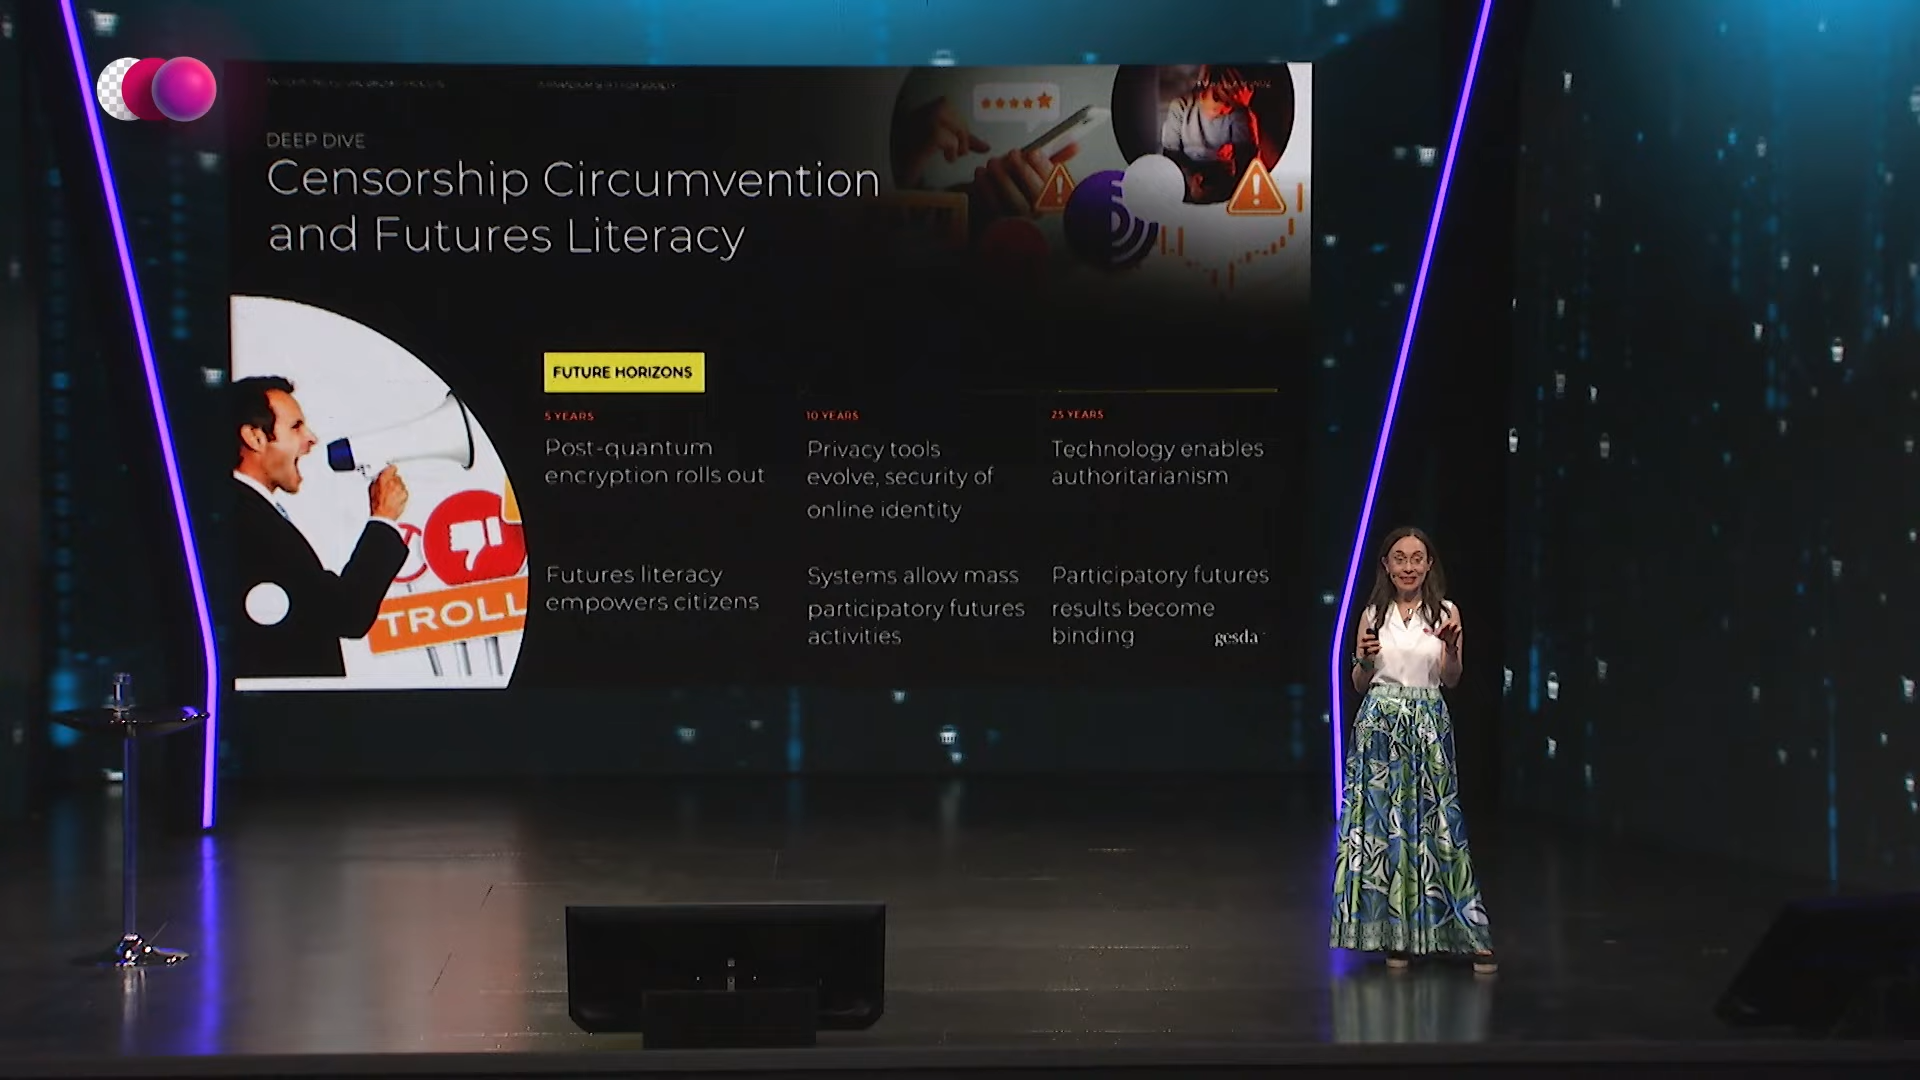 DEEP DIVE
Censorship Circumvention
and Futures Literacy
FUTURE HORIZONS
5 YEARS
Post-quantum
encryption rolls out
Futures literacy
empowers citizens
10 YEARS
Privacy tools
evolve, security of
online identity
Systems allow mass
participatory futures
activities
25 YEARS
Technology enables
authoritarianism
Participatory futures
results become
binding
gesda
TROLL